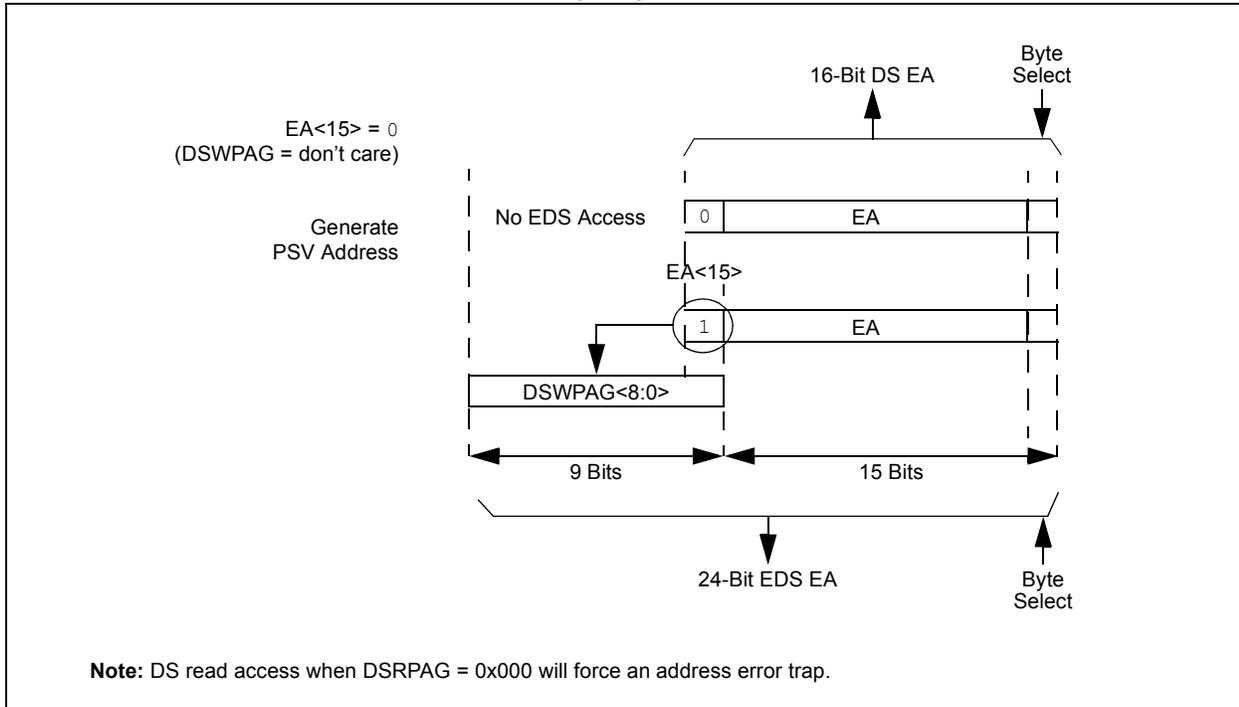 16-Bit DS EA
Byte
Select
EA<15> = 0
(DSWPAG = don't care)
No EDS Access
0
EA
Generate
PSV Address
EA<15>
1
EA
DSWPAG<8:0>
9 Bits
15 Bits
24-Bit EDS EA
Byte
Select
Note: DS read access when DSRPAG = 0x000 will force an address error trap.